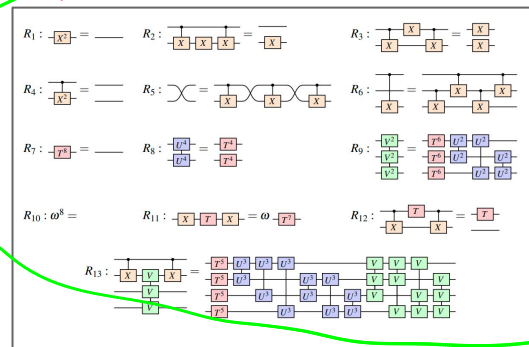 R₁ : X² = R₂ : X X X = X R₃ : X X X = X X
R₄ : X² = R₅ : = X X X R₆ : X = X X X X
R₇ : T⁸ = R₈ : U⁴ U⁴ = T⁴ T⁴ R₉ : V² V² V² = T⁶ T⁶ T⁶ U² U² U² U² U² U²
R₁₀ : ω⁸ = R₁₁ : X T X = ω T⁷ R₁₂ : X T X = T
R₁₃ : X V X V V = T⁵ T⁵ T⁵ T⁵ U³ U³ U³ U³ U³ U³ U³ U³ U³ U³ U³ U³ V V V V V V V V V V V V